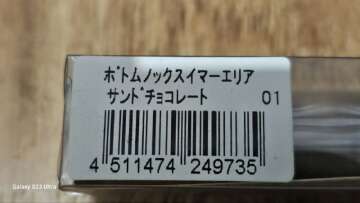 ボトムノックスイマーエリア
サンドチョコレート 01
4 511474 249735
Galaxy S23 Ultra